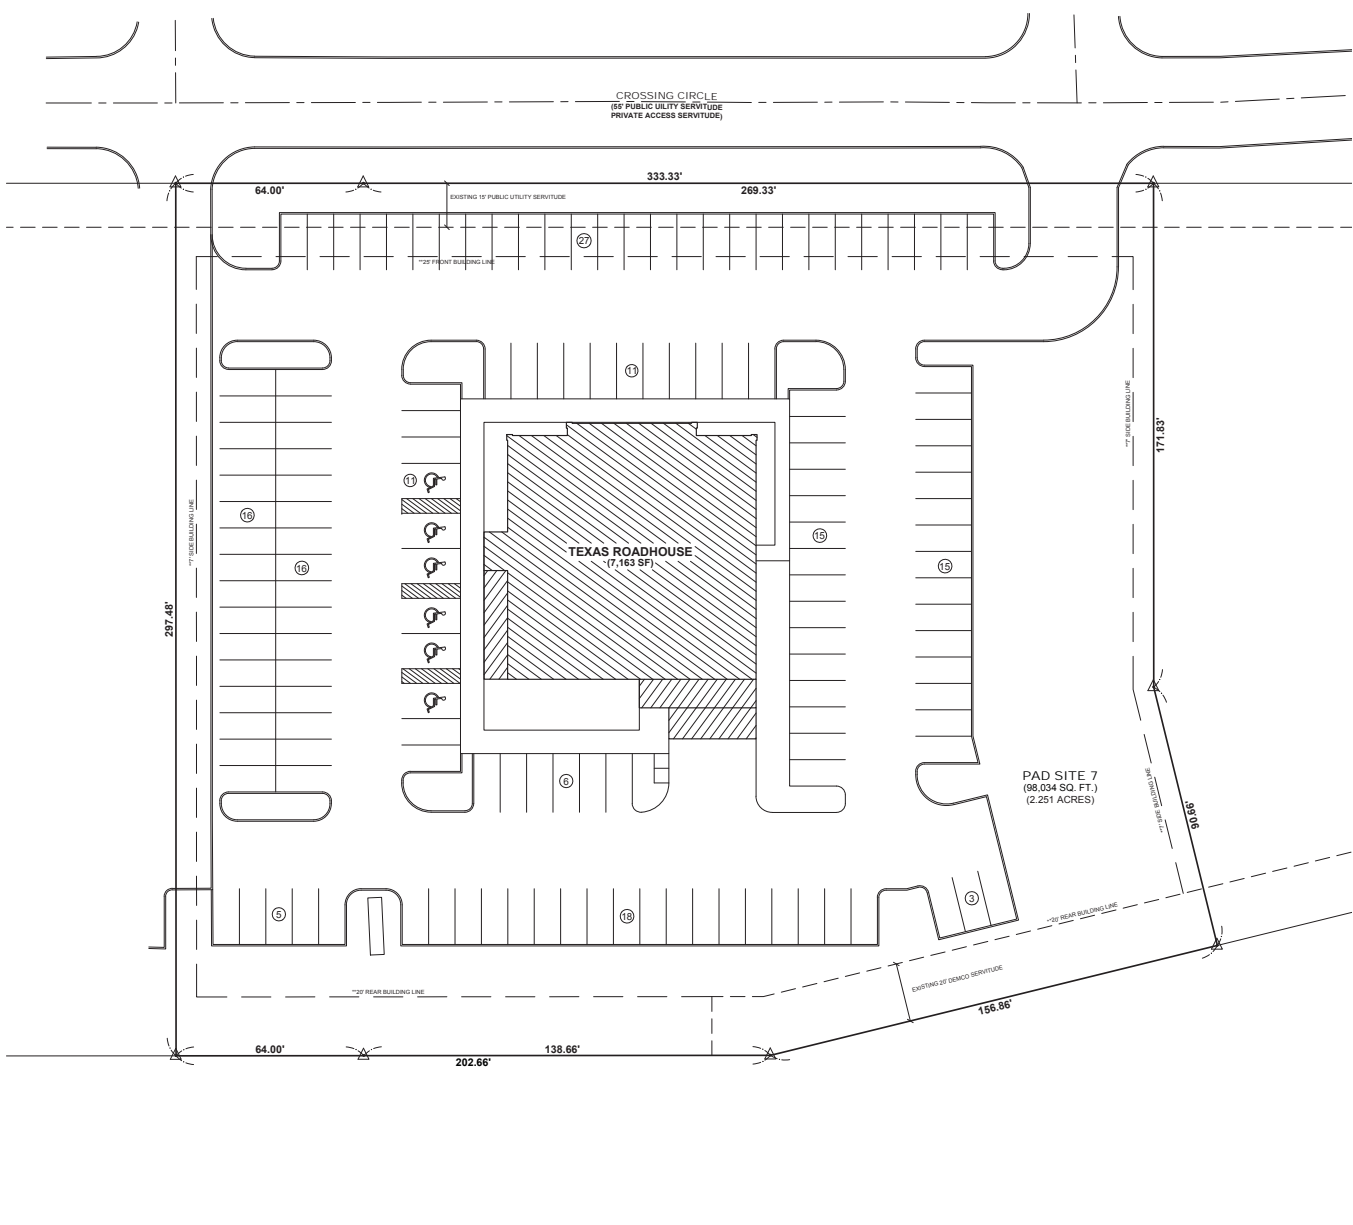 CROSSING CIRCLE
(55' PUBLIC UILITY SERVITUDE
PRIVATE ACCESS SERVITUDE)
333.33'
64.00'
269.33'
EXISTING 15' PUBLIC UTILITY SERVITUDE
27
**25' FRONT BUILDING LINE
11
**7' SIDE BUILDING LINE
171.83'
11
16
**7' SIDE BUILDING LINE
15
TEXAS ROADHOUSE
(7,163 SF)
16
15
297.48'
6
PAD SITE 7
(98,034 SQ. FT.)
(2.251 ACRES)
**7' SIDE BUILDING LINE
90.66'
5
18
3
**20' REAR BUILDING LINE
EXISTING 20' DEMCO SERVITUDE
**20' REAR BUILDING LINE
156.86'
64.00'
138.66'
202.66'